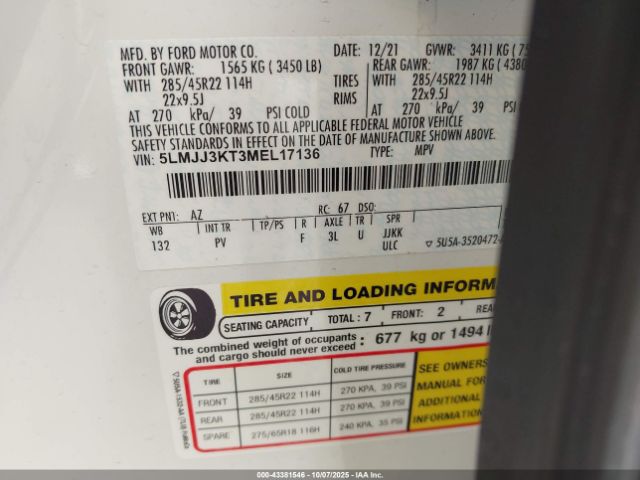 MFD. BY FORD MOTOR CO. DATE: 12/21 GVWR: 3411 KG (
FRONT GAWR: 1565 KG (3450 LB) REAR GAWR: 1987 KG (4380
WITH 285/45R22 114H TIRES WITH 285/45R22 114H
22x9.5J RIMS 22x9.5J
AT 270 kPa/ 39 PSI COLD AT 270 kPa/ 39
THIS VEHICLE CONFORMS TO ALL APPLICABLE FEDERAL MOTOR VEHICLE
SAFETY STANDARDS IN EFFECT ON THE DATE OF MANUFACTURE
VIN: 5LMJJ3KT3MEL17136 TYPE: MPV
EXT PNT: AZ RC: 67 DSO:
WB INT TR TP/PS R AXLE TR SPR
132 PV F 3L U JJKK
ULC 5U5A-3520472-
TIRE AND LOADING
SEATING CAPACITY TOTAL : 7 FRONT: 2
The combined weight of occupants and cargo should never exceed : 677 kg or 1494
TIRE SIZE COLD TIRE PRESSURE
FRONT 285/45R22 114H 270 KPA, 39 PSI
REAR 285/45R22 114H 270 KPA, 39 PSI
SPARE 275/65R18 116H 240 KPA, 35 PSI
SEE
MANUAL FOR
ADDITIONAL
INFORMATION
000-43381546 - 10/07/2025 - iaai.com